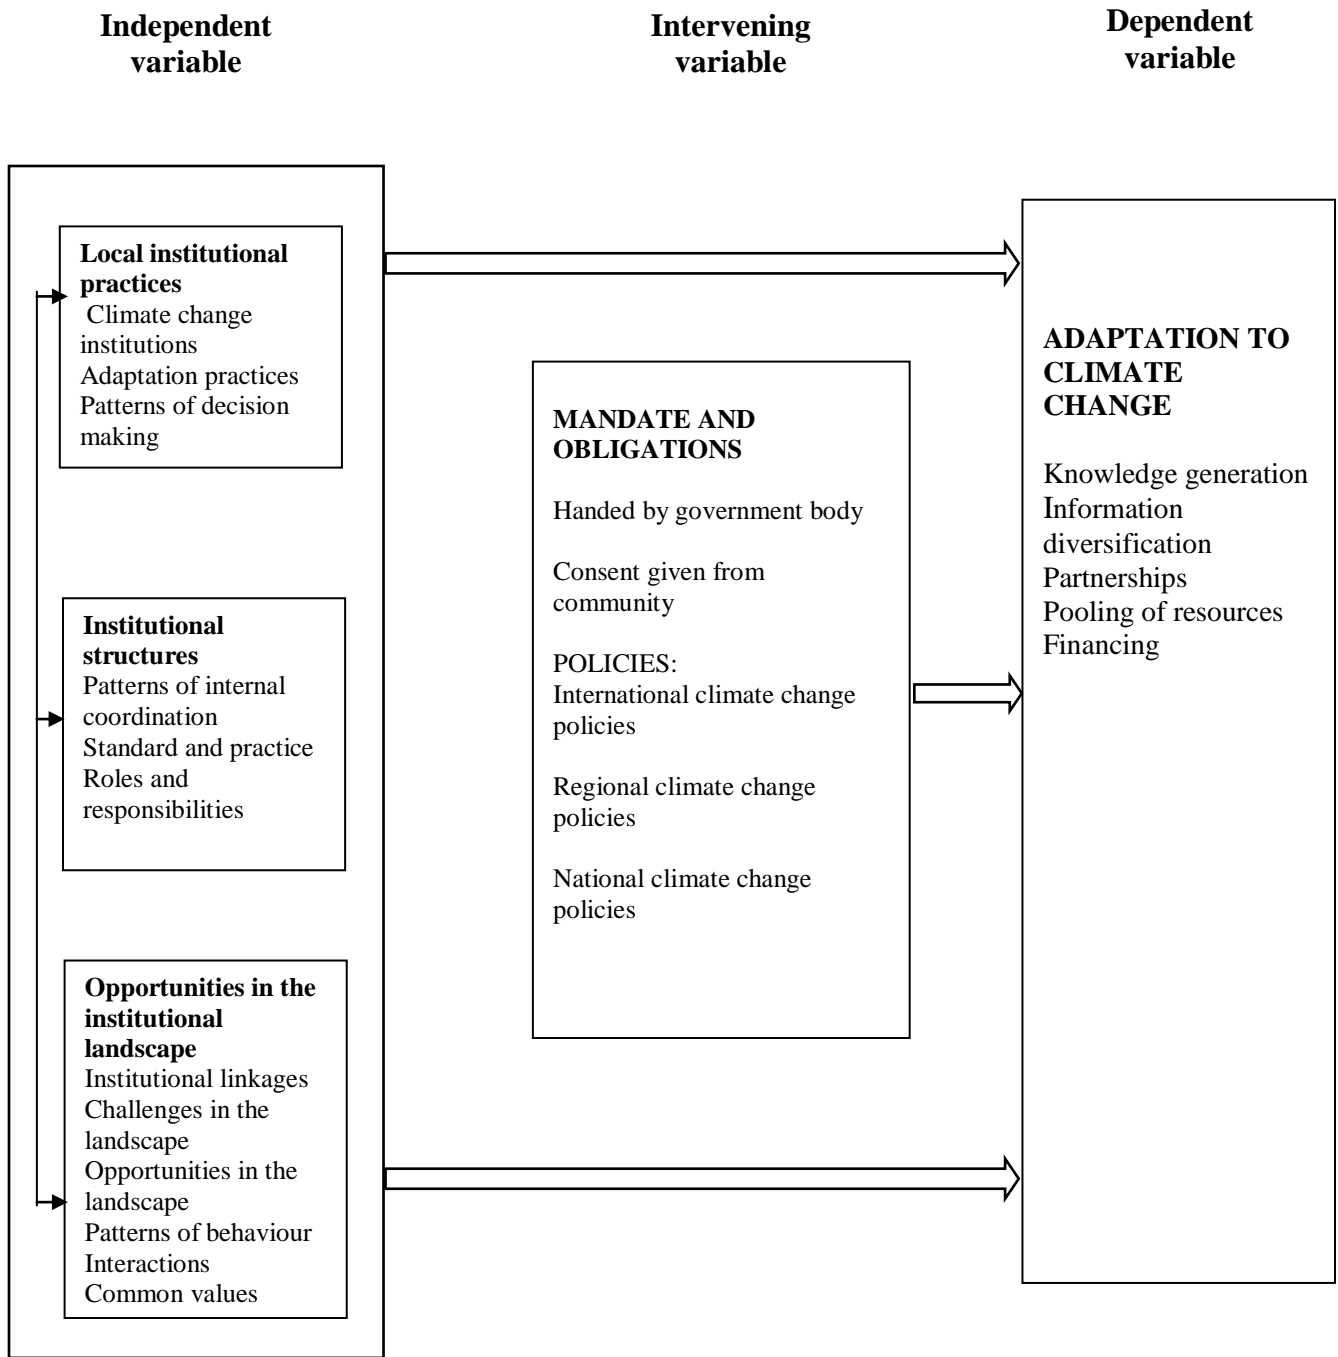 Independent
variable
Intervening
variable
Dependent
variable
Local institutional
practices
Climate change
institutions
Adaptation practices
Patterns of decision
making
Institutional
structures
Patterns of internal
coordination
Standard and practice
Roles and
responsibilities
Opportunities in the
institutional
landscape
Institutional linkages
Challenges in the
landscape
Opportunities in the
landscape
Patterns of behaviour
Interactions
Common values
MANDATE AND
OBLIGATIONS
Handed by government body
Consent given from
community
POLICIES:
International climate change
policies
Regional climate change
policies
National climate change
policies
ADAPTATION TO
CLIMATE
CHANGE
Knowledge generation
Information
diversification
Partnerships
Pooling of resources
Financing